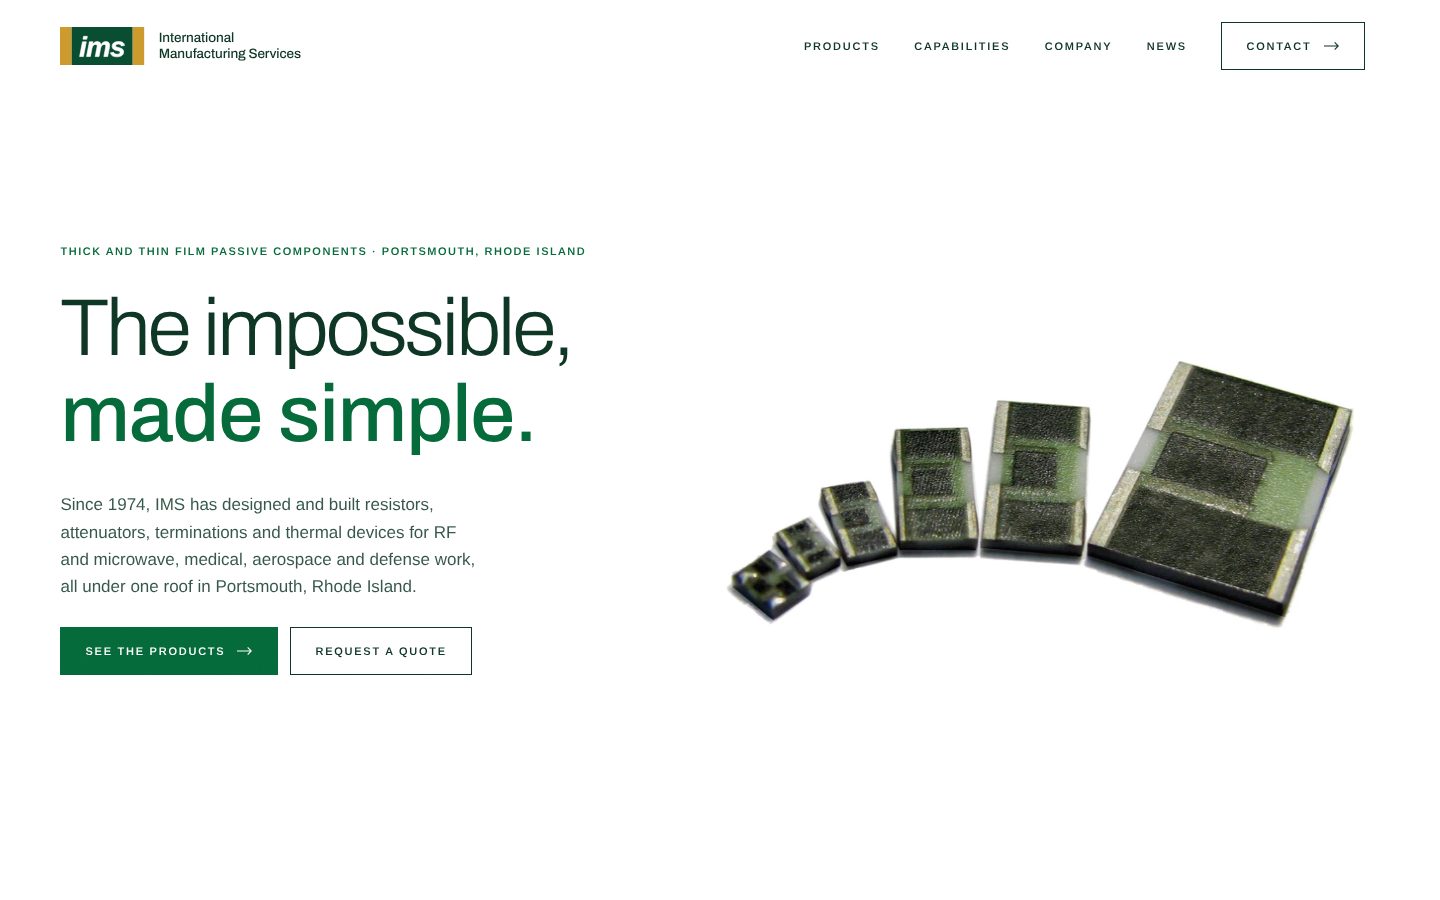 ims
International
Manufacturing Services
PRODUCTS
CAPABILITIES
COMPANY
NEWS
CONTACT
THICK AND THIN FILM PASSIVE COMPONENTS · PORTSMOUTH, RHODE ISLAND
The impossible,
made simple.
Since 1974, IMS has designed and built resistors,
attenuators, terminations and thermal devices for RF
and microwave, medical, aerospace and defense work,
all under one roof in Portsmouth, Rhode Island.
SEE THE PRODUCTS
REQUEST A QUOTE